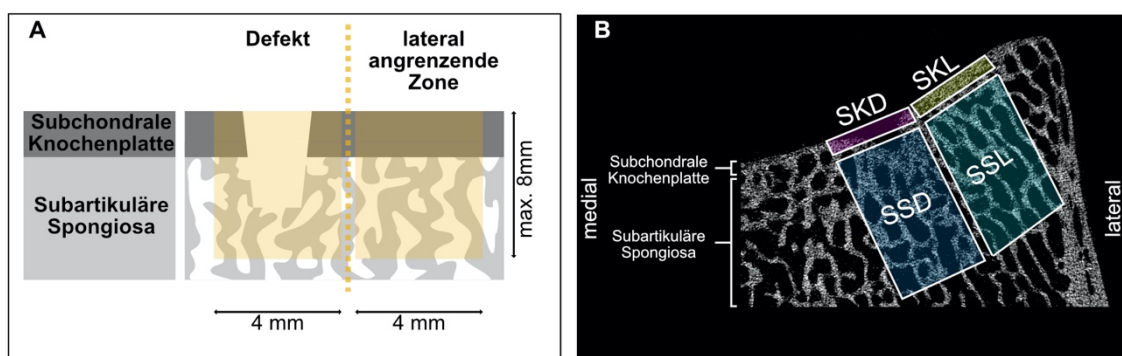 A
Defekt
lateral
angrenzende
Zone
Subchondrale
Knochenplatte
Subartikuläre
Spongiosa
max. 8mm
4 mm
4 mm
B
SKD
SKL
SSD
SSL
Subchondrale
Knochenplatte
Subartikuläre
Spongiosa
medial
lateral